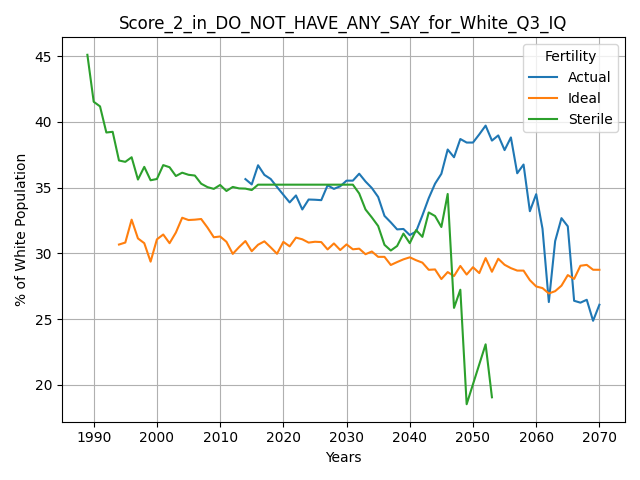 Score_2_in_DO_NOT_HAVE_ANY_SAY_for_White_Q3_IQ
Fertility
Actual
Ideal
Sterile
% of White Population
45
40
35
30
25
20
1990 2000 2010 2020 2030 2040 2050 2060 2070
Years